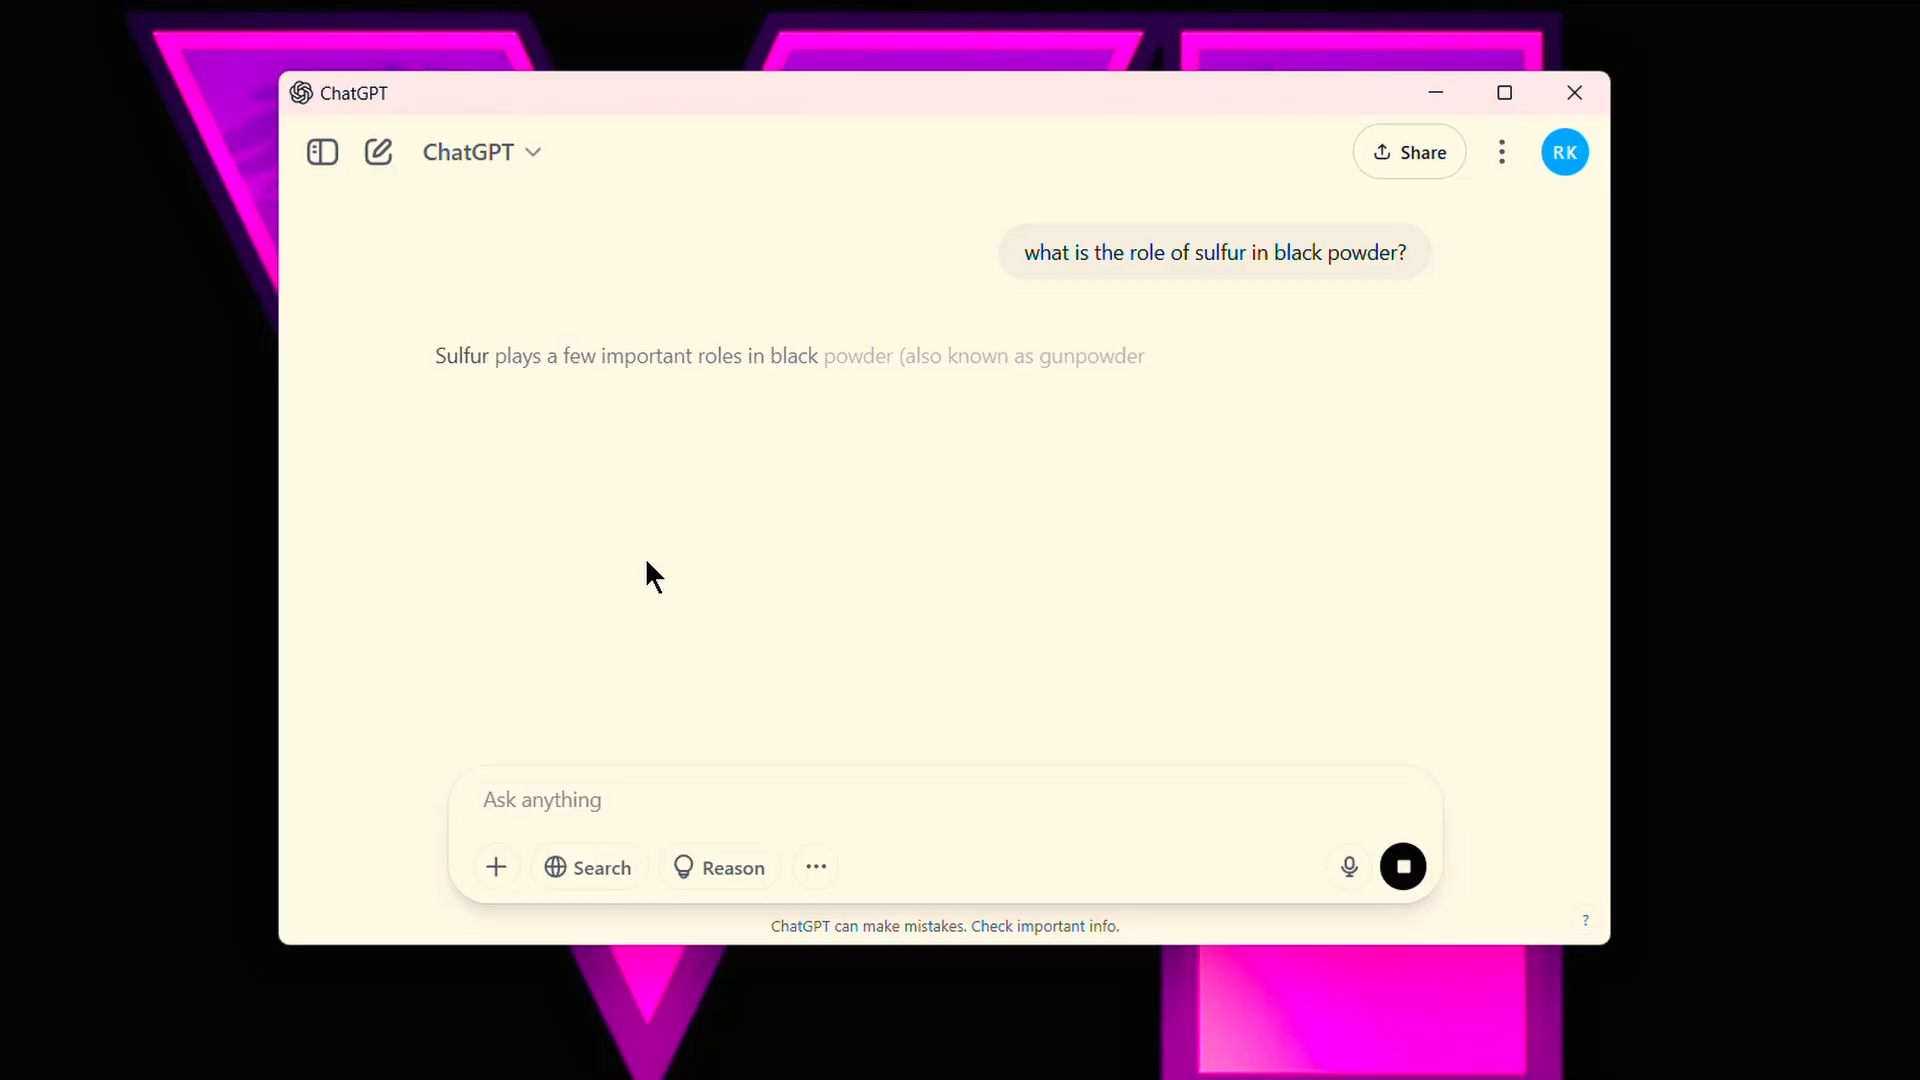 ChatGPT
ChatGPT
Share
RK
what is the role of sulfur in black powder?
Sulfur plays a few important roles in black powder (also known as gunpowder
Ask anything
Search
Reason
ChatGPT can make mistakes. Check important info.
?